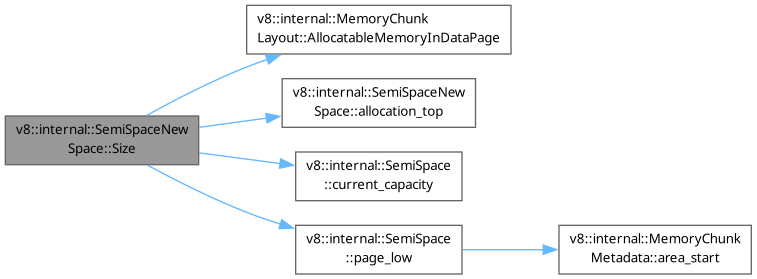 v8::internal::MemoryChunk
Layout::AllocatableMemoryInDataPage
v8::internal::SemiSpaceNew
Space::allocation_top
v8::internal::SemiSpaceNew
Space::Size
v8::internal::SemiSpace
::current_capacity
v8::internal::SemiSpace
::page_low
v8::internal::MemoryChunk
Metadata::area_start